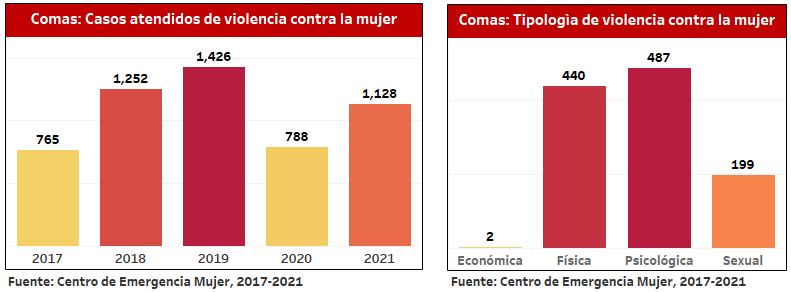 Comas: Casos atendidos de violencia contra la mujer
1,426
1,252
1,128
765
788
2017
2018
2019
2020
2021
Fuente: Centro de Emergencia Mujer, 2017-2021
Comas: Tipologìa de violencia contra la mujer
487
440
199
2
Económica
Física
Psicológica
Sexual
Fuente: Centro de Emergencia Mujer, 2017-2021